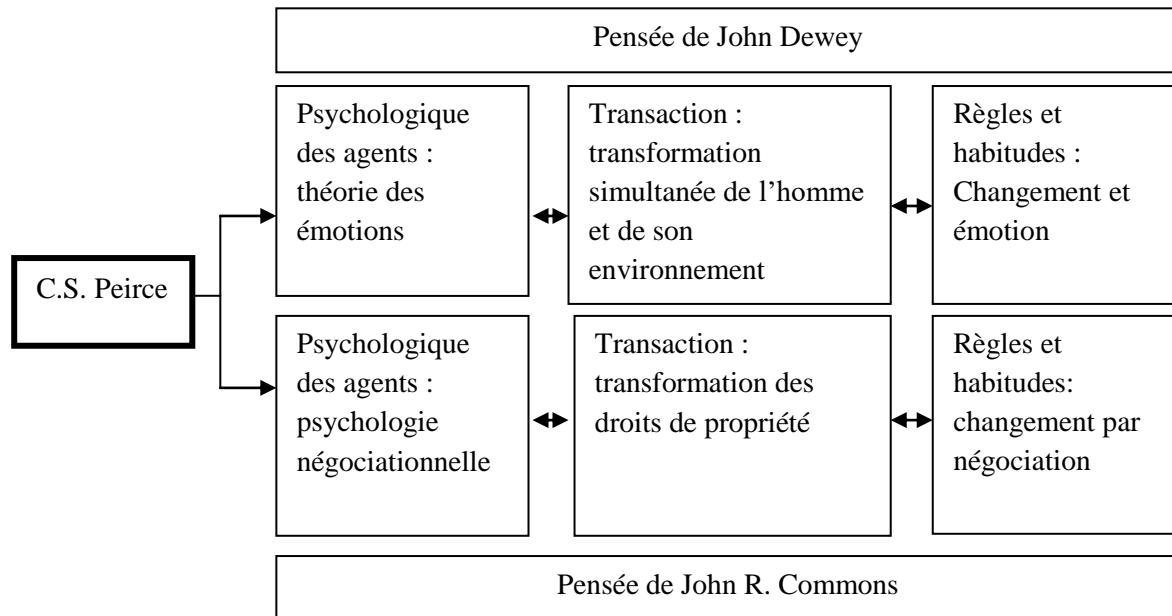 Pensée de John Dewey
Psychologique
des agents :
théorie des
émotions
Transaction :
transformation
simultanée de l’homme
et de son
environnement
Règles et
habitudes :
Changement et
émotion
C.S. Peirce
Psychologique
des agents :
psychologie
négociationnelle
Transaction :
transformation des
droits de propriété
Règles et
habitudes:
changement par
négociation
Pensée de John R. Commons